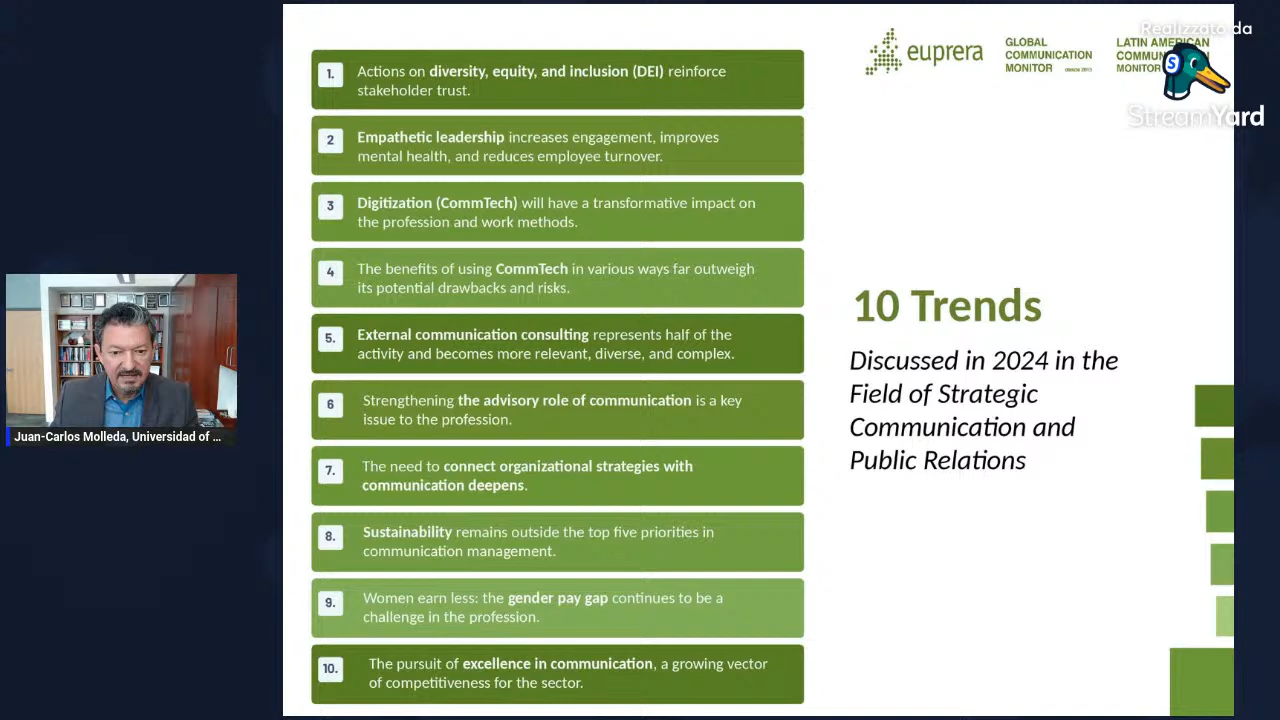 1.
Actions on diversity, equity, and inclusion (DEI) reinforce
stakeholder trust.
2
Empathetic leadership increases engagement, improves
mental health, and reduces employee turnover.
3
Digitization (CommTech) will have a transformative impact on
the profession and work methods.
4
The benefits of using CommTech in various ways far outweigh
its potential drawbacks and risks.
5.
External communication consulting represents half of the
activity and becomes more relevant, diverse, and complex.
6
Strengthening the advisory role of communication is a key
issue to the profession.
7.
The need to connect organizational strategies with
communication deepens.
8.
Sustainability remains outside the top five priorities in
communication management.
9.
Women earn less: the gender pay gap continues to be a
challenge in the profession.
10.
The pursuit of excellence in communication, a growing vector
of competitiveness for the sector.
euprera
GLOBAL
COMMUNICATION
MONITOR
LATIN AMERICAN
Realizzato da
S
StreamYard
10 Trends
Discussed in 2024 in the
Field of Strategic
Communication and
Public Relations
Juan-Carlos Molleda, Universidad of ...